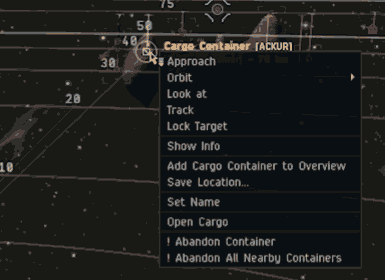 75
50
40
Cargo Container [ACKUR]
30
Approach
Orbit
Look at
20
Track
Lock Target
Show Info
10
Add Cargo Container to Overview
Save Location...
Set Name
Open Cargo
! Abandon Container
! Abandon All Nearby Containers